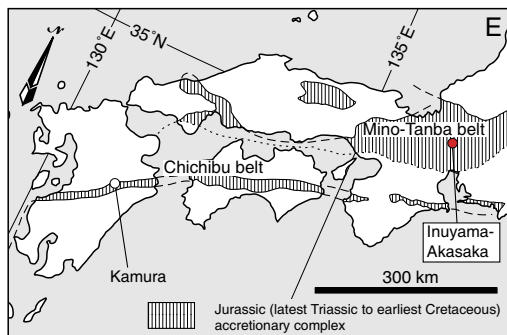 N
130°E
35°N
135°E
E
Mino-Tanba belt
Chichibu belt
Inuyama-
Akasaka
Kamura
300 km
Jurassic (latest Triassic to earliest Cretaceous)
accretionary complex